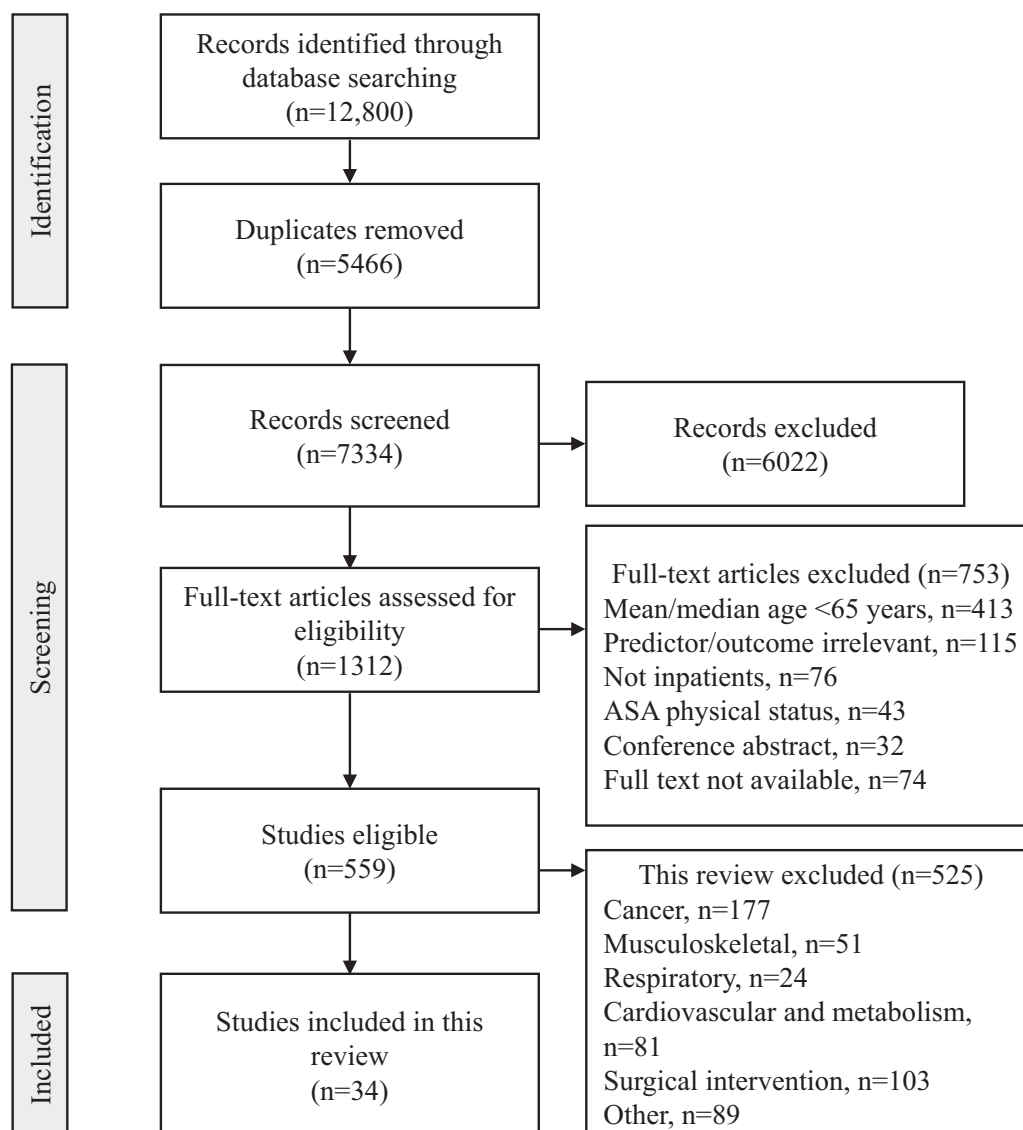 Identification
Records identified through
database searching
(n=12,800)
Duplicates removed
(n=5466)
Screening
Records screened
(n=7334)
Records excluded
(n=6022)
Full-text articles assessed for
eligibility
(n=1312)
Full-text articles excluded (n=753)
Mean/median age <65 years, n=413
Predictor/outcome irrelevant, n=115
Not inpatients, n=76
ASA physical status, n=43
Conference abstract, n=32
Full text not available, n=74
Studies eligible
(n=559)
This review excluded (n=525)
Cancer, n=177
Musculoskeletal, n=51
Respiratory, n=24
Cardiovascular and metabolism,
n=81
Surgical intervention, n=103
Other, n=89
Included
Studies included in this
review
(n=34)